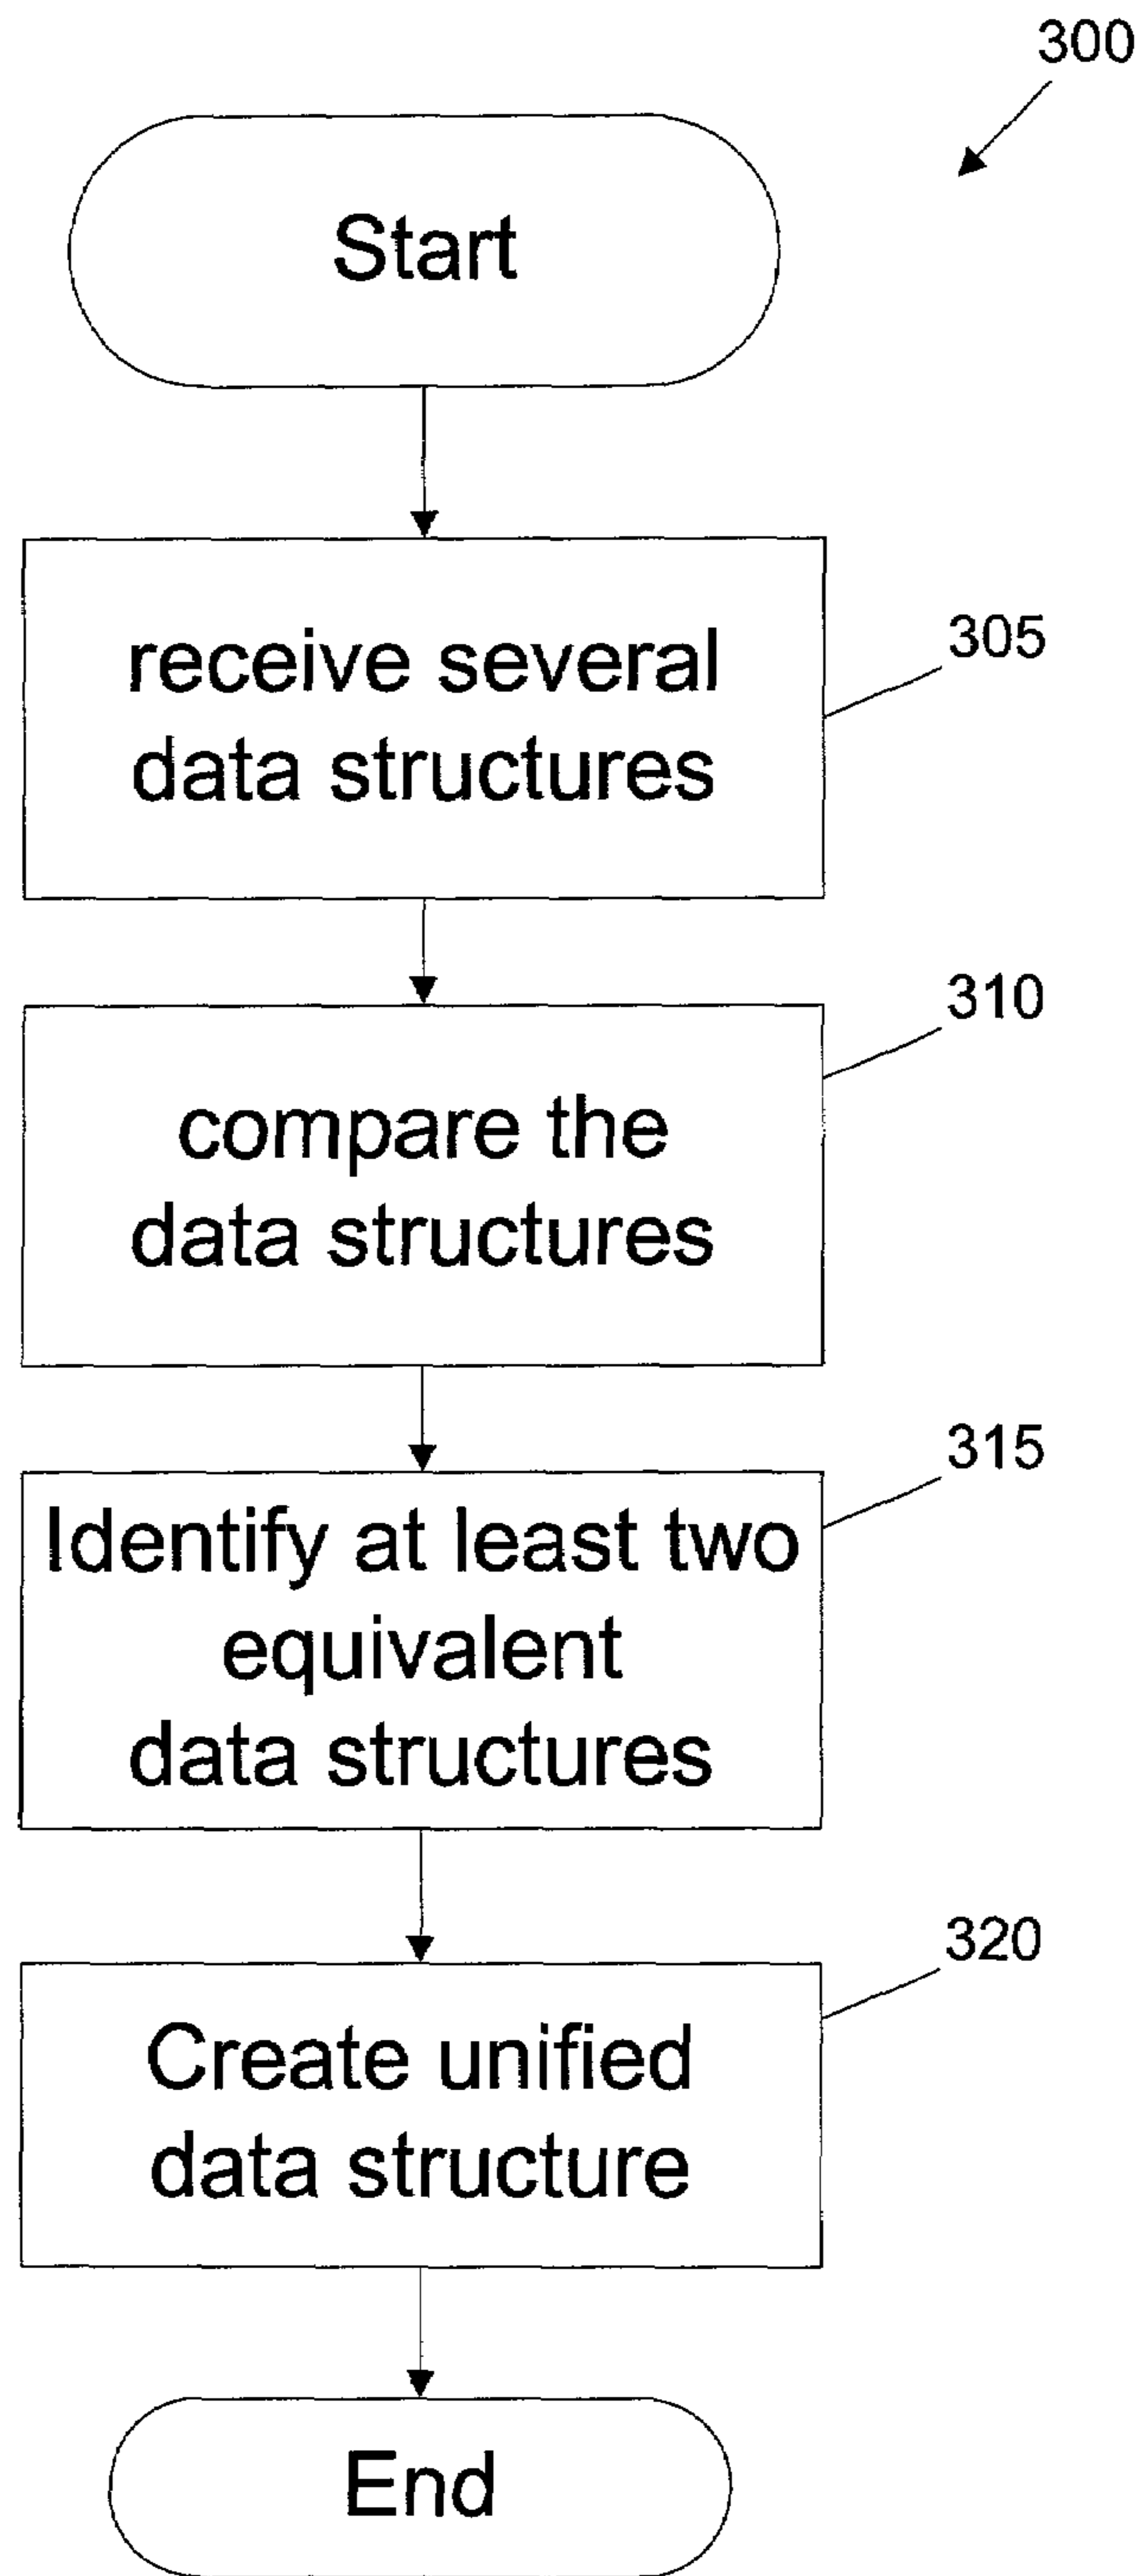 300
Start
receive several
data structures
305
compare the
data structures
310
Identify at least two
equivalent
data structures
315
Create unified
data structure
320
End